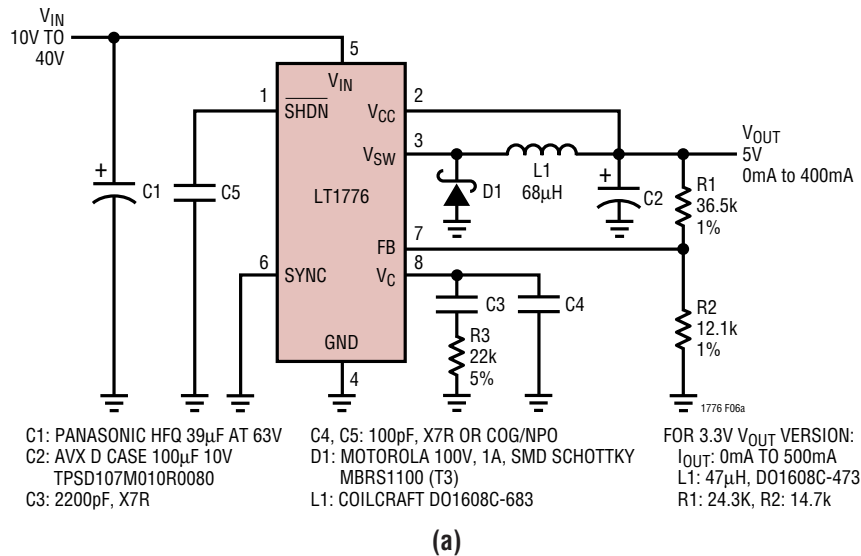 VIN
10V TO
40V
5
VIN
1
SHDN
VCC
2
VSW
3
LT1776
FB
7
6
SYNC
VC
8
GND
4
+
C1
C5
D1
L1
68µH
+
C2
VOUT
5V
0mA to 400mA
R1
36.5k
1%
C3
R3
22k
5%
C4
R2
12.1k
1%
1776 F06a
C1: PANASONIC HFQ 39µF AT 63V
C2: AVX D CASE 100µF 10V
TPSD107M010R0080
C3: 2200pF, X7R
C4, C5: 100pF, X7R OR COG/NPO
D1: MOTOROLA 100V, 1A, SMD SCHOTTKY
MBRS1100 (T3)
L1: COILCRAFT DO1608C-683
FOR 3.3V VOUT VERSION:
IOUT: 0mA TO 500mA
L1: 47µH, DO1608C-473
R1: 24.3K, R2: 14.7k
(a)